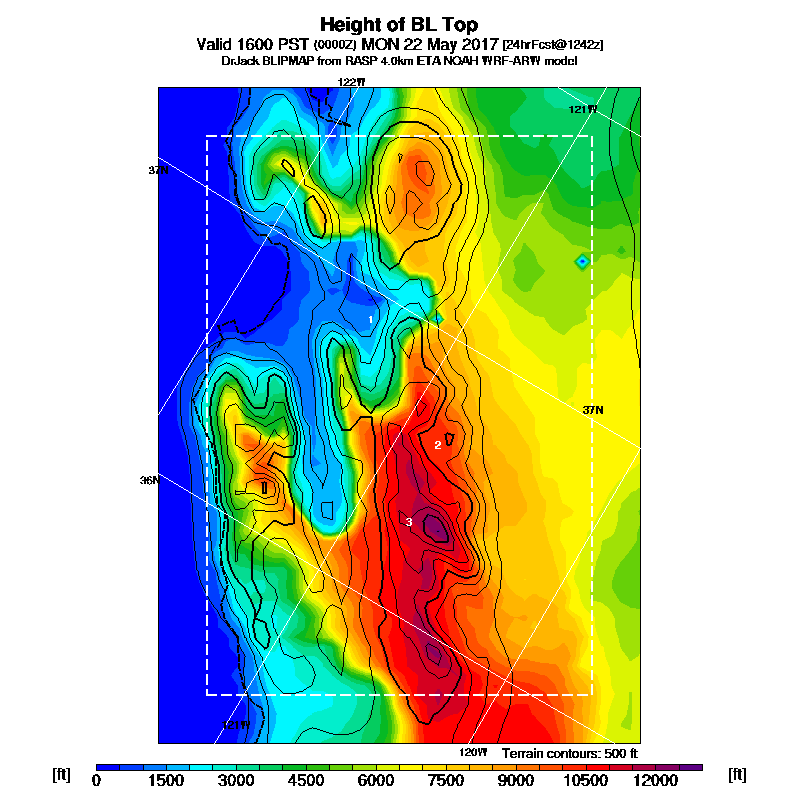 Height of BL Top
Valid 1600 PST (0000Z) MON 22 May 2017 [24hrFcst@1242z]
DrJack BLIPMAP from RASP 4.0km ETA NOAH WRF-ARW model
122W
121W
37N
1
37N
2
36N
3
121W
120W
Terrain contours: 500 ft
[ft] 0 1500 3000 4500 6000 7500 9000 10500 12000 [ft]